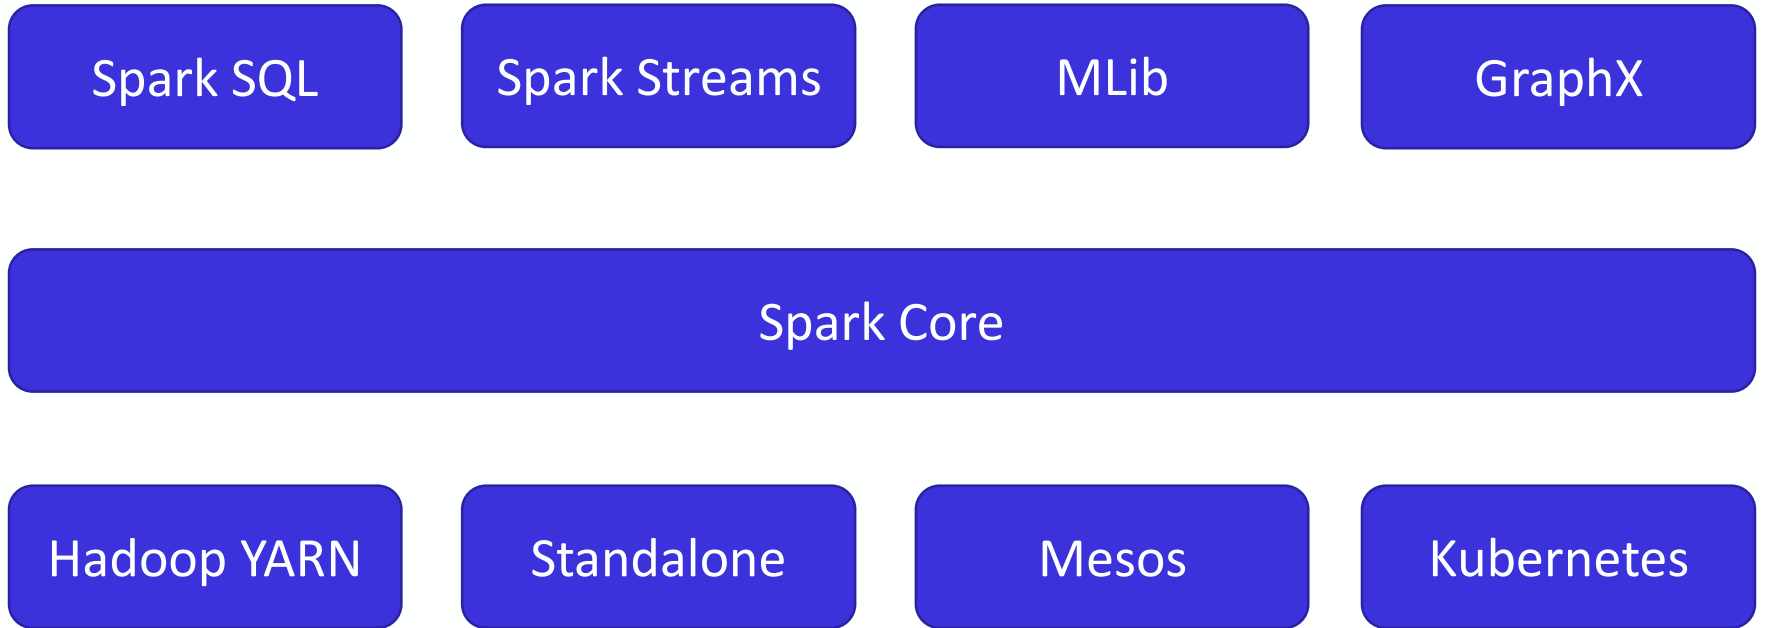 Spark SQL
Spark Streams
MLib
GraphX
Spark Core
Hadoop YARN
Standalone
Mesos
Kubernetes